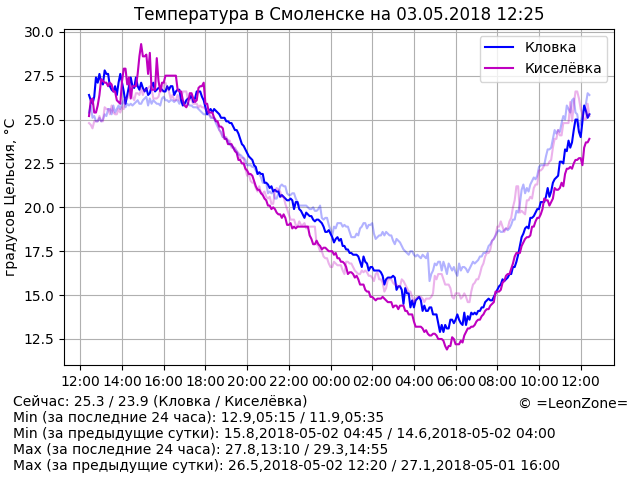 Температура в Смоленске на 03.05.2018 12:25
30.0
27.5
25.0
22.5
20.0
17.5
15.0
12.5
градусов Цельсия, °C
Кловка
Киселёвка
12:00 14:00 16:00 18:00 20:00 22:00 00:00 02:00 04:00 06:00 08:00 10:00 12:00
Сейчас: 25.3 / 23.9 (Кловка / Киселёвка)
© =LeonZone=
Min (за последние 24 часа): 12.9,05:15 / 11.9,05:35
Min (за предыдущие сутки): 15.8,2018-05-02 04:45 / 14.6,2018-05-02 04:00
Max (за последние 24 часа): 27.8,13:10 / 29.3,14:55
Max (за предыдущие сутки): 26.5,2018-05-02 12:20 / 27.1,2018-05-01 16:00